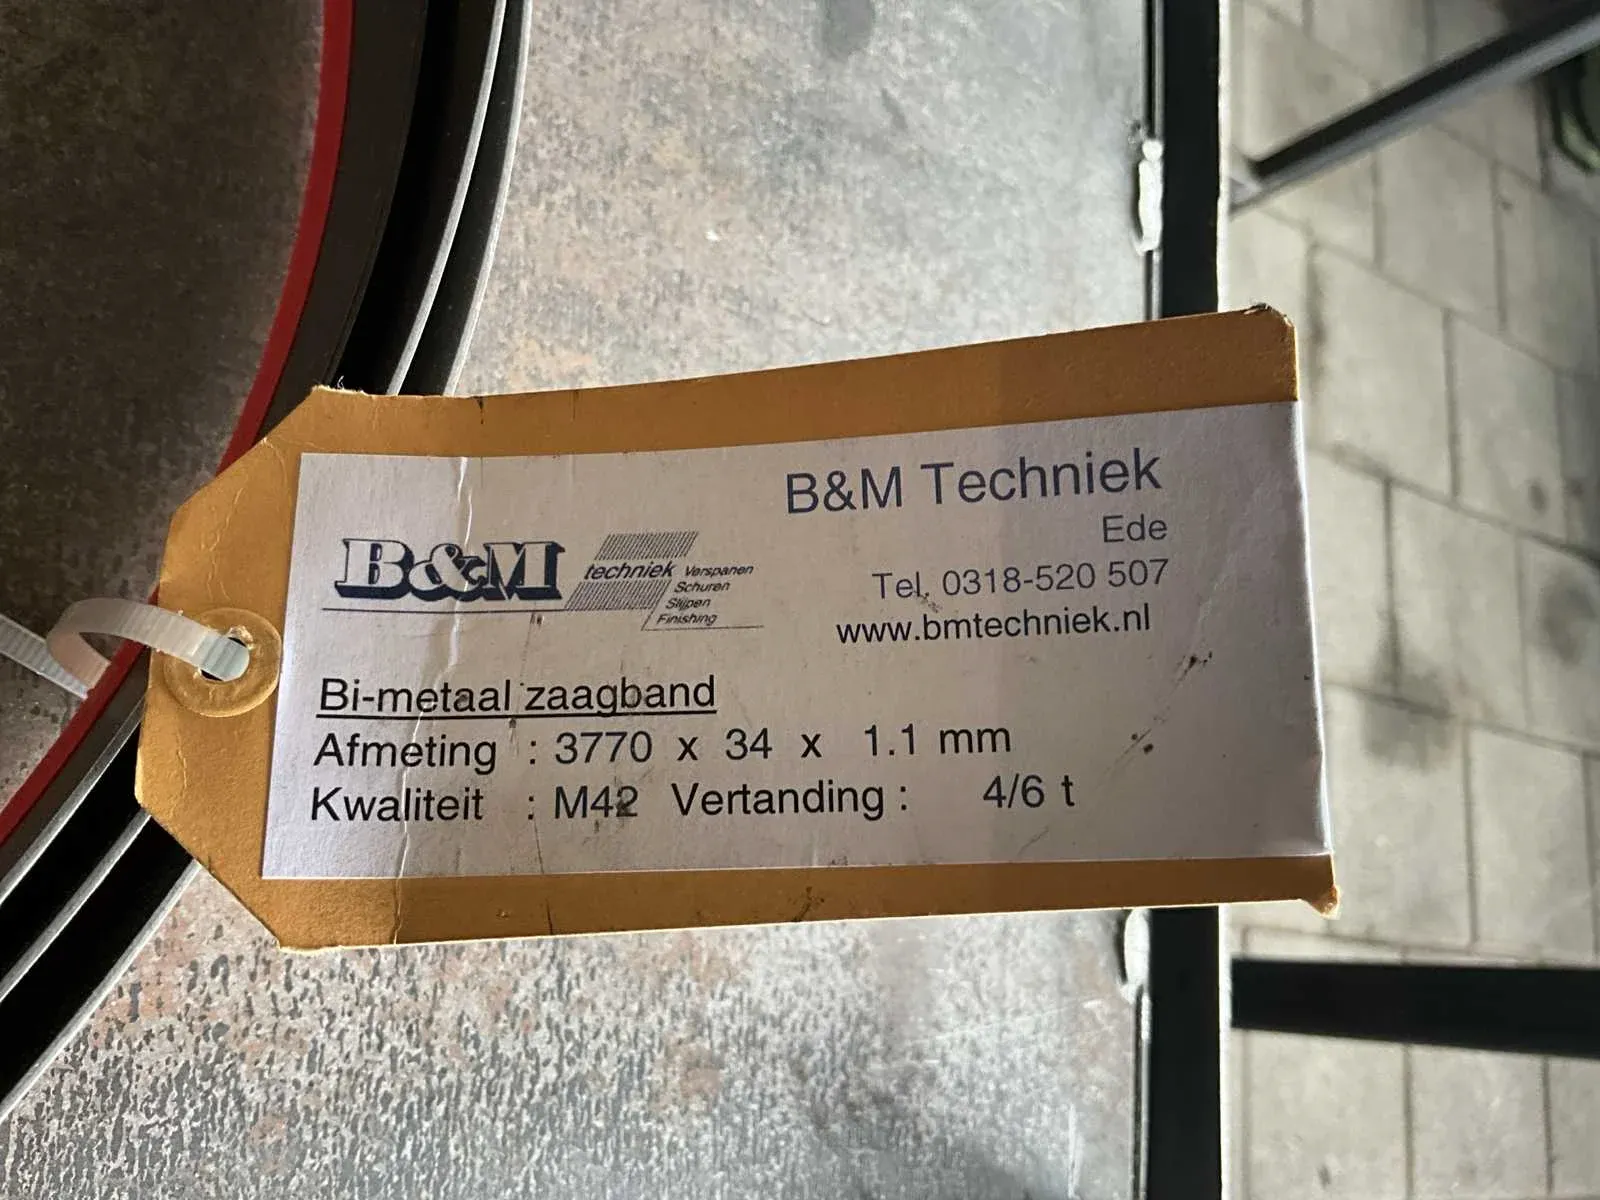 B&M Techniek
Ede
Tel. 0318-520 507
www.bmtechniek.nl
B&M techniek Verspanen
Schuren
Slijpen
Finishing
Bi-metaal zaagband
Afmeting : 3770 x 34 x 1.1 mm
Kwaliteit : M42 Vertanding : 4/6 t